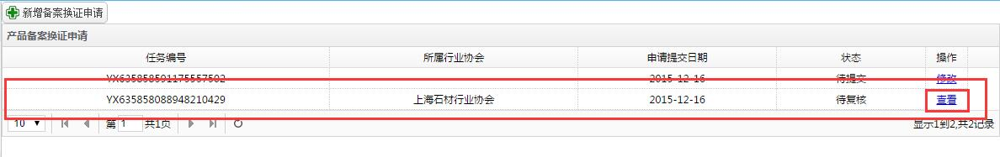 新增备案换证申请
产品备案换证申请
任务编号 所属行业协会 申请提交日期 状态 操作
YX635858591175557502 2015-12-16 待提交 修改
YX635858088948210429 上海石材行业协会 2015-12-16 待复核 查看
10 第 1 共1页 显示1到2,共2记录